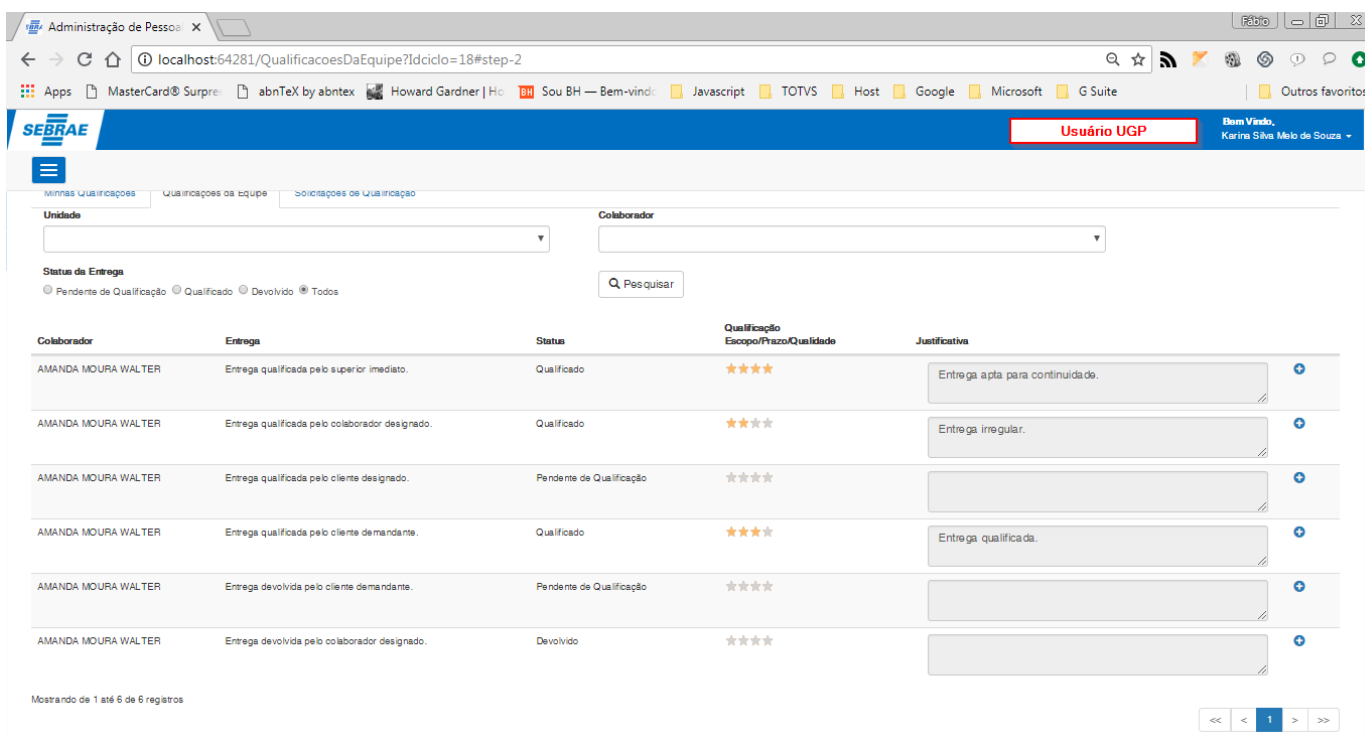 Administração de Pessoal
Fábio
localhost:64281/QualificacoesDaEquipe?Idciclo=18#step-2
Apps MasterCard® Surpre abnTeX by abntex Howard Gardner | Ho Sou BH — Bem-vindo Javascript TOTVS Host Google Microsoft G Suite Outros favoritos
SEBRAE
Usuário UGP
Bem Vindo,
Karina Silva Melo de Souza
Minhas Qualificações Qualificações da Equipe Solicitações de Qualificação
Unidade Colaborador
Status da Entrega
Pendente de Qualificação Qualificado Devolvido Todos
Pesquisar
Colaborador Entrega Status Qualificação Escopo/Prazo/Qualidade Justificativa
AMANDA MOURA WALTER Entrega qualificada pelo superior imediato. Qualificado Entrega apta para continuidade.
AMANDA MOURA WALTER Entrega qualificada pelo colaborador designado. Qualificado Entrega irregular.
AMANDA MOURA WALTER Entrega qualificada pelo cliente designado. Pendente de Qualificação
AMANDA MOURA WALTER Entrega qualificada pelo cliente demandante. Qualificado Entrega qualificada.
AMANDA MOURA WALTER Entrega devolvida pelo cliente demandante. Pendente de Qualificação
AMANDA MOURA WALTER Entrega devolvida pelo colaborador designado. Devolvido
Mostrando de 1 até 6 de 6 registros
<< < 1 > >>